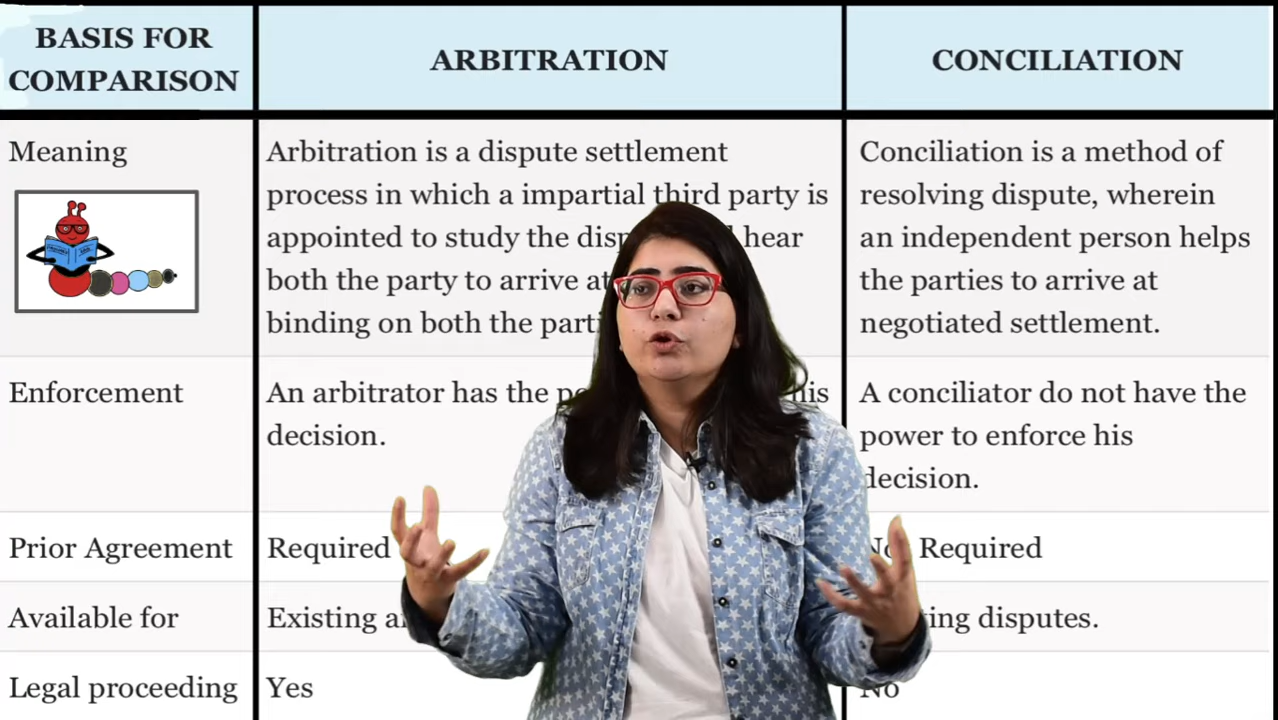 BASIS FOR
COMPARISON
ARBITRATION
CONCILIATION
Meaning
Arbitration is a dispute settlement
process in which a impartial third party is
appointed to study the hear
both the party to arrive at
binding on both the
Conciliation is a method of
resolving dispute, wherein
an independent person helps
the parties to arrive at
negotiated settlement.
Enforcement
An arbitrator has the
decision.
A conciliator do not have the
power to enforce his
decision.
Prior Agreement
Required
Required
Available for
Existing
disputes.
Legal proceeding
Yes
No